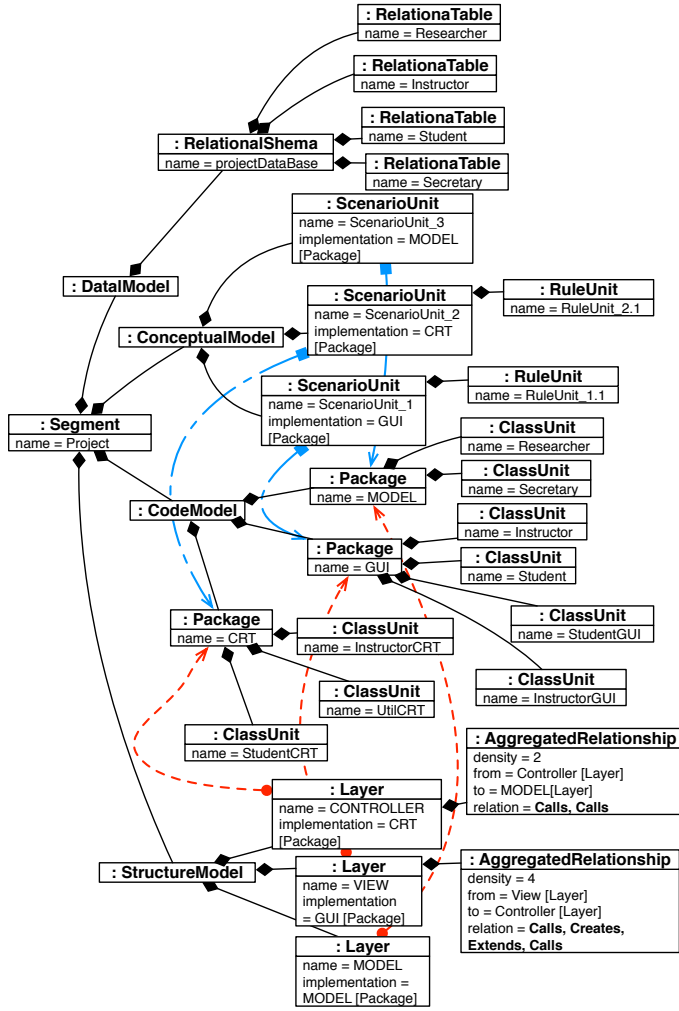 : RelationaTable
name = Researcher
: RelationaTable
name = Instructor
: RelationaTable
name = Student
: RelationalShema
name = projectDataBase
: RelationaTable
name = Secretary
: ScenarioUnit
name = ScenarioUnit_3
implementation = MODEL
[Package]
: DatalModel
: ScenarioUnit
name = ScenarioUnit_2
implementation = CRT
[Package]
: RuleUnit
name = RuleUnit_2.1
: ConceptualModel
: ScenarioUnit
name = ScenarioUnit_1
implementation = GUI
[Package]
: RuleUnit
name = RuleUnit_1.1
: Segment
name = Project
: ClassUnit
name = Researcher
: ClassUnit
name = Secretary
: Package
name = MODEL
: CodeModel
: ClassUnit
name = Instructor
: Package
name = GUI
: ClassUnit
name = Student
: ClassUnit
name = StudentGUI
: Package
name = CRT
: ClassUnit
name = InstructorCRT
: ClassUnit
name = InstructorGUI
: ClassUnit
name = UtilCRT
: ClassUnit
name = StudentCRT
: AggregatedRelationship
density = 2
from = Controller [Layer]
to = MODEL[Layer]
relation = Calls, Calls
: Layer
name = CONTROLLER
implementation = CRT
[Package]
: StructureModel
: Layer
name = VIEW
implementation
= GUI [Package]
: AggregatedRelationship
density = 4
from = View [Layer]
to = Controller [Layer]
relation = Calls, Creates,
Extends, Calls
: Layer
name = MODEL
implementation =
MODEL [Package]